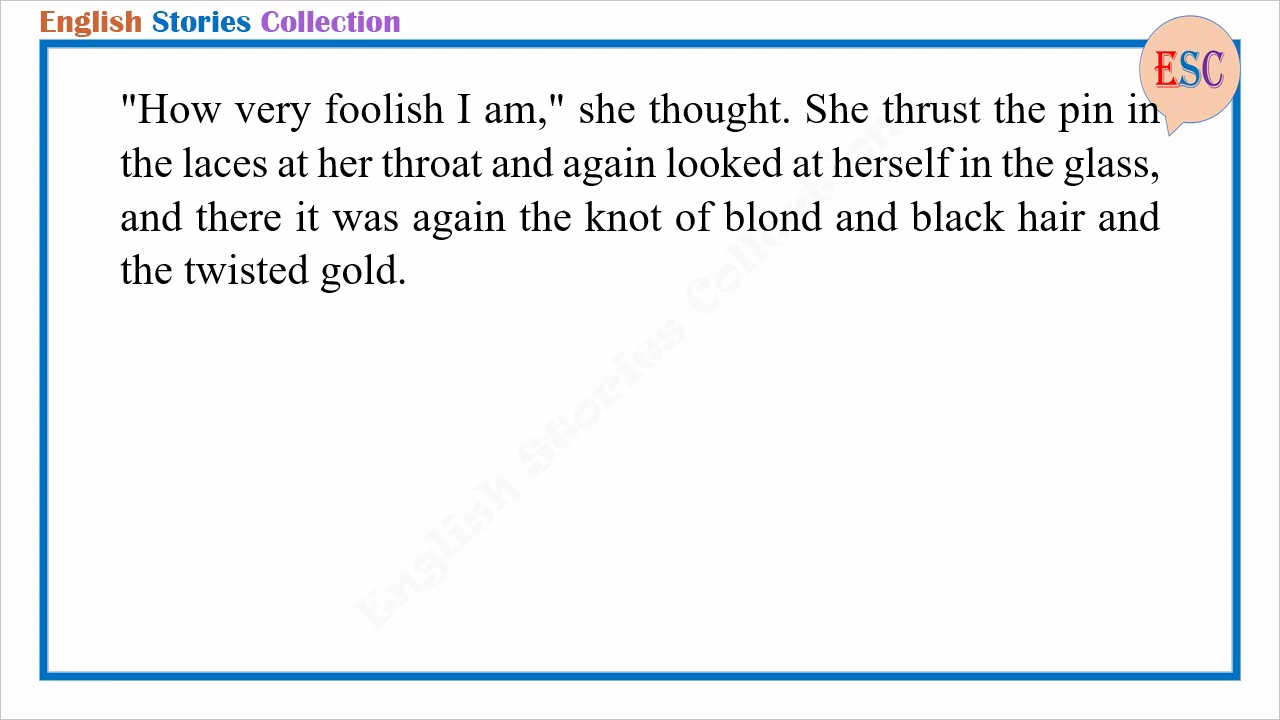 English Stories Collection
ESC
"How very foolish I am," she thought. She thrust the pin in
the laces at her throat and again looked at herself in the glass,
and there it was again the knot of blond and black hair and
the twisted gold.
English Stories Collection